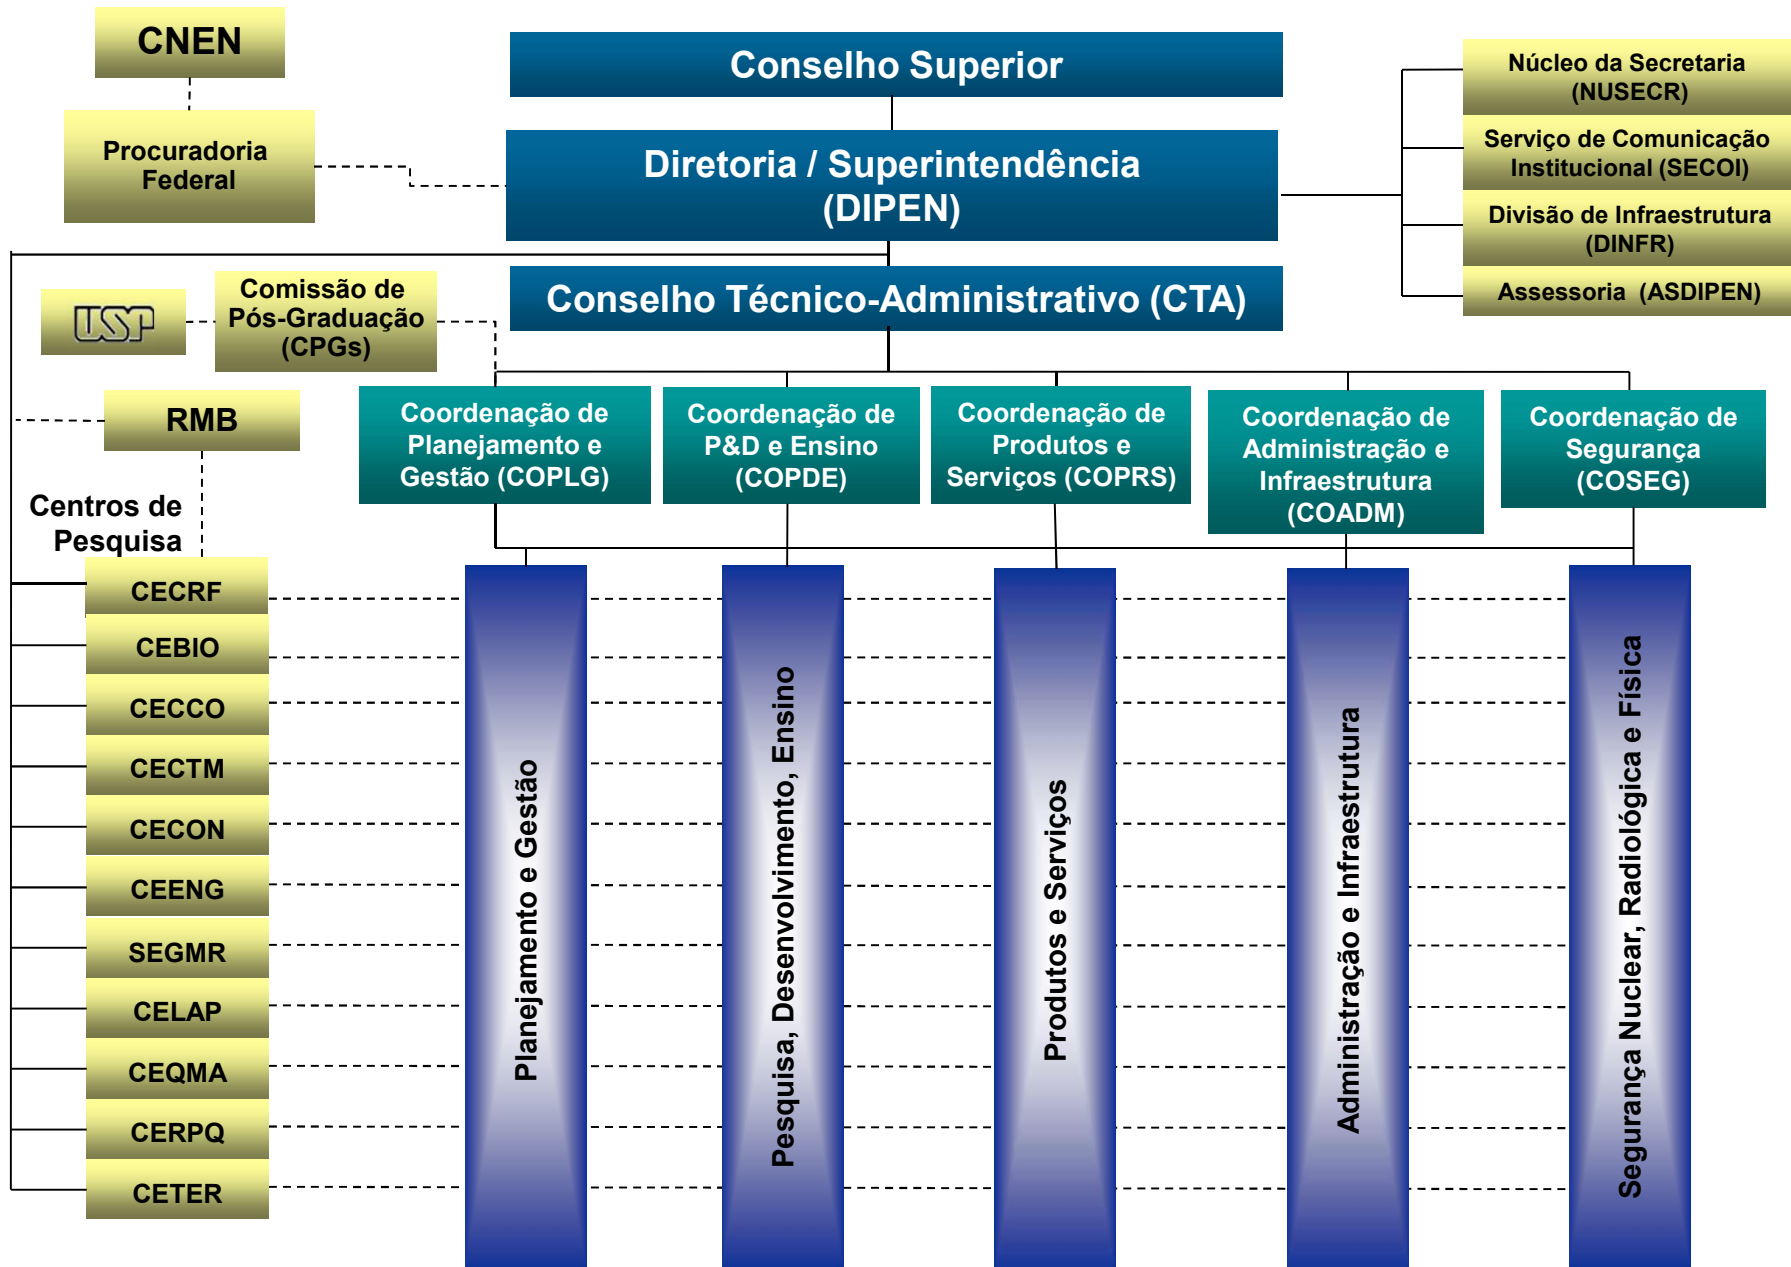 CNEN
Conselho Superior
Núcleo da Secretaria
(NUSECR)
Procuradoria
Federal
Diretoria / Superintendência
(DIPEN)
Serviço de Comunicação
Institucional (SECOI)
Divisão de Infraestrutura
(DINFR)
Assessoria (ASDIPEN)
USP
Comissão de
Pós-Graduação
(CPGs)
Conselho Técnico-Administrativo (CTA)
RMB
Coordenação de
Planejamento e
Gestão (COPLG)
Coordenação de
P&D e Ensino
(COPDE)
Coordenação de
Produtos e
Serviços (COPRS)
Coordenação de
Administração e
Infraestrutura
(COADM)
Coordenação de
Segurança
(COSEG)
Centros de
Pesquisa
CECRF
CEBIO
CECCO
CECTM
CECON
CEENG
SEGMR
CELAP
CEQMA
CERPQ
CETER
Planejamento e Gestão
Pesquisa, Desenvolvimento, Ensino
Produtos e Serviços
Administração e Infraestrutura
Segurança Nuclear, Radiológica e Física